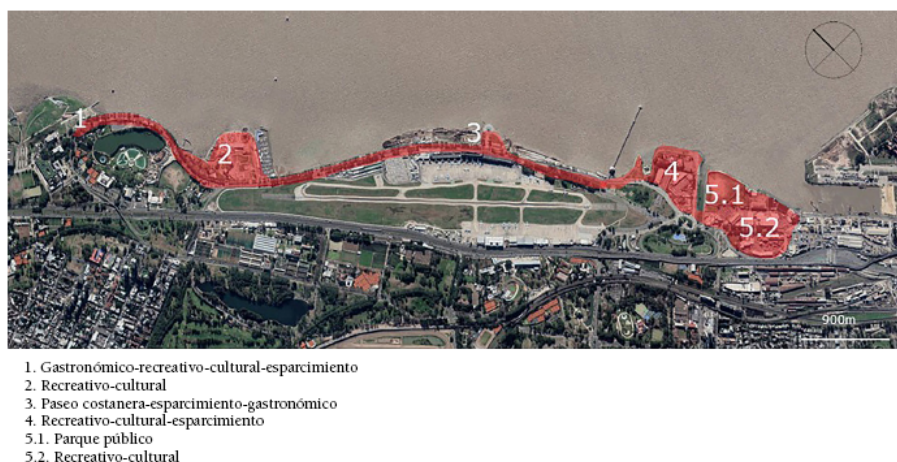 1
2
3
4
5.1
5.2
900m
1. Gastronómico-recreativo-cultural-esparcimiento
2. Recreativo-cultural
3. Paseo costanera-esparcimiento-gastronómico
4. Recreativo-cultural-esparcimiento
5.1. Parque público
5.2. Recreativo-cultural